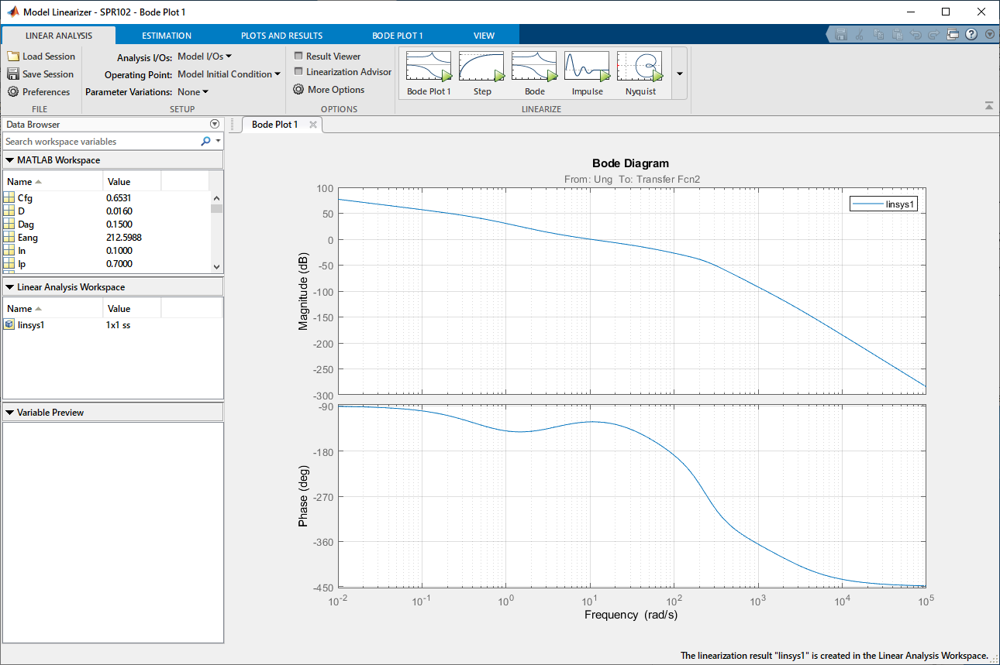 Model Linearizer - SPR102 - Bode Plot 1
LINEAR ANALYSIS ESTIMATION PLOTS AND RESULTS BODE PLOT 1 VIEW
Load Session
Save Session
Preferences
FILE
Analysis I/Os: Model I/Os
Operating Point: Model Initial Condition
Parameter Variations: None
SETUP
Result Viewer
Linearization Advisor
More Options
OPTIONS
Bode Plot 1 Step Bode Impulse Nyquist
LINEARIZE
Data Browser
Search workspace variables
MATLAB Workspace
Name Value
Cfg 0.6531
D 0.0160
Dag 0.1500
Eang 212.5988
In 0.1000
Ip 0.7000
Linear Analysis Workspace
Name Value
linsys1 1x1 ss
Variable Preview
Bode Plot 1
Bode Diagram
From: Ung To: Transfer Fcn2
linsys1
Magnitude (dB)
100
50
0
-50
-100
-150
-200
-250
-300
Phase (deg)
-90
-180
-270
-360
-450
10^-2 10^-1 10^0 10^1 10^2 10^3 10^4 10^5
Frequency (rad/s)
The linearization result "linsys1" is created in the Linear Analysis Workspace.